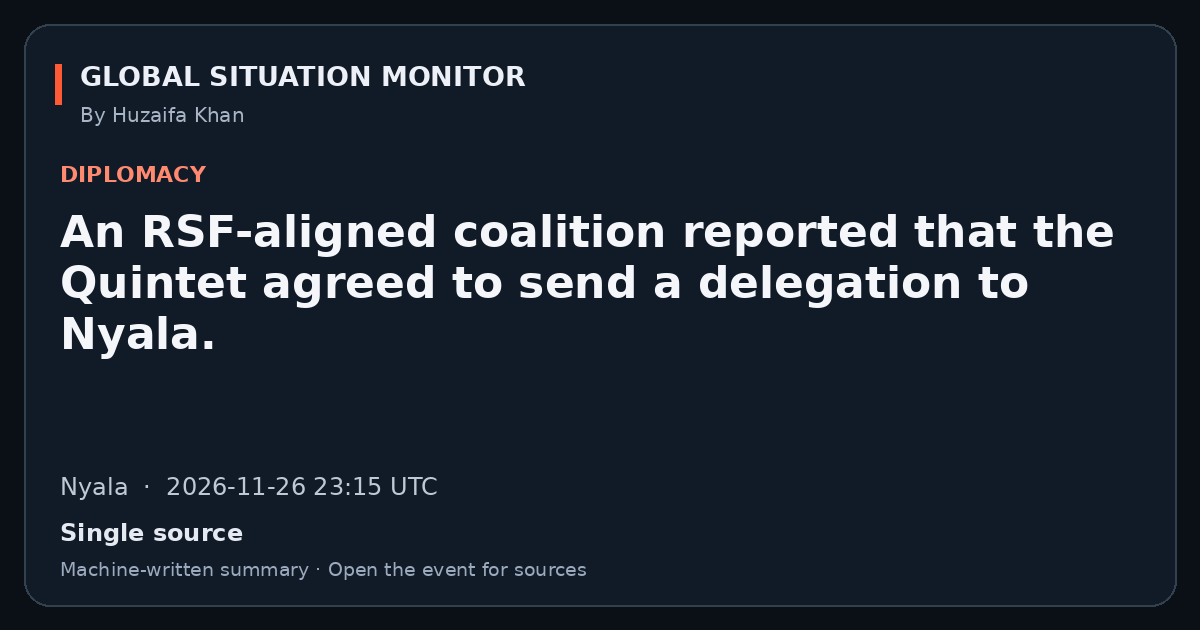 GLOBAL SITUATION MONITOR
By Huzaifa Khan
DIPLOMACY
An RSF-aligned coalition reported that the
Quintet agreed to send a delegation to
Nyala.
Nyala · 2026-11-26 23:15 UTC
Single source
Machine-written summary · Open the event for sources